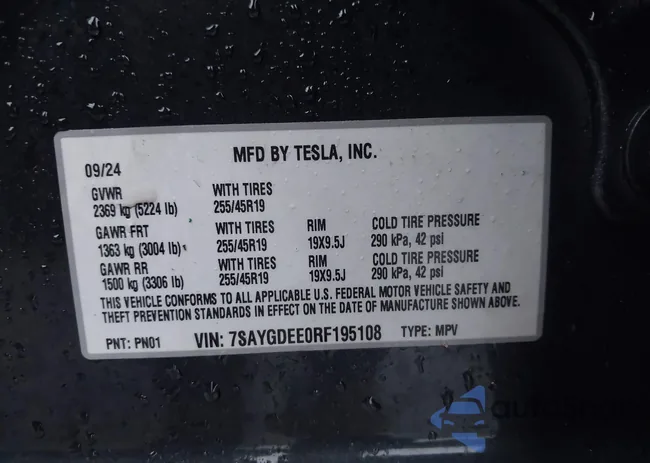 MFD BY TESLA, INC.
09/24
GVWR WITH TIRES
2369 kg (5224 lb) 255/45R19
GAWR FRT WITH TIRES RIM COLD TIRE PRESSURE
1363 kg (3004 lb) 255/45R19 19X9.5J 290 kPa, 42 psi
GAWR RR WITH TIRES RIM COLD TIRE PRESSURE
1500 kg (3306 lb) 255/45R19 19X9.5J 290 kPa, 42 psi
THIS VEHICLE CONFORMS TO ALL APPLICABLE U.S. FEDERAL MOTOR VEHICLE SAFETY AND
THEFT PREVENTION STANDARDS IN EFFECT ON THE DATE OF MANUFACTURE SHOWN ABOVE.
PNT: PN01 VIN: 7SAYGDEE0RF195108 TYPE: MPV